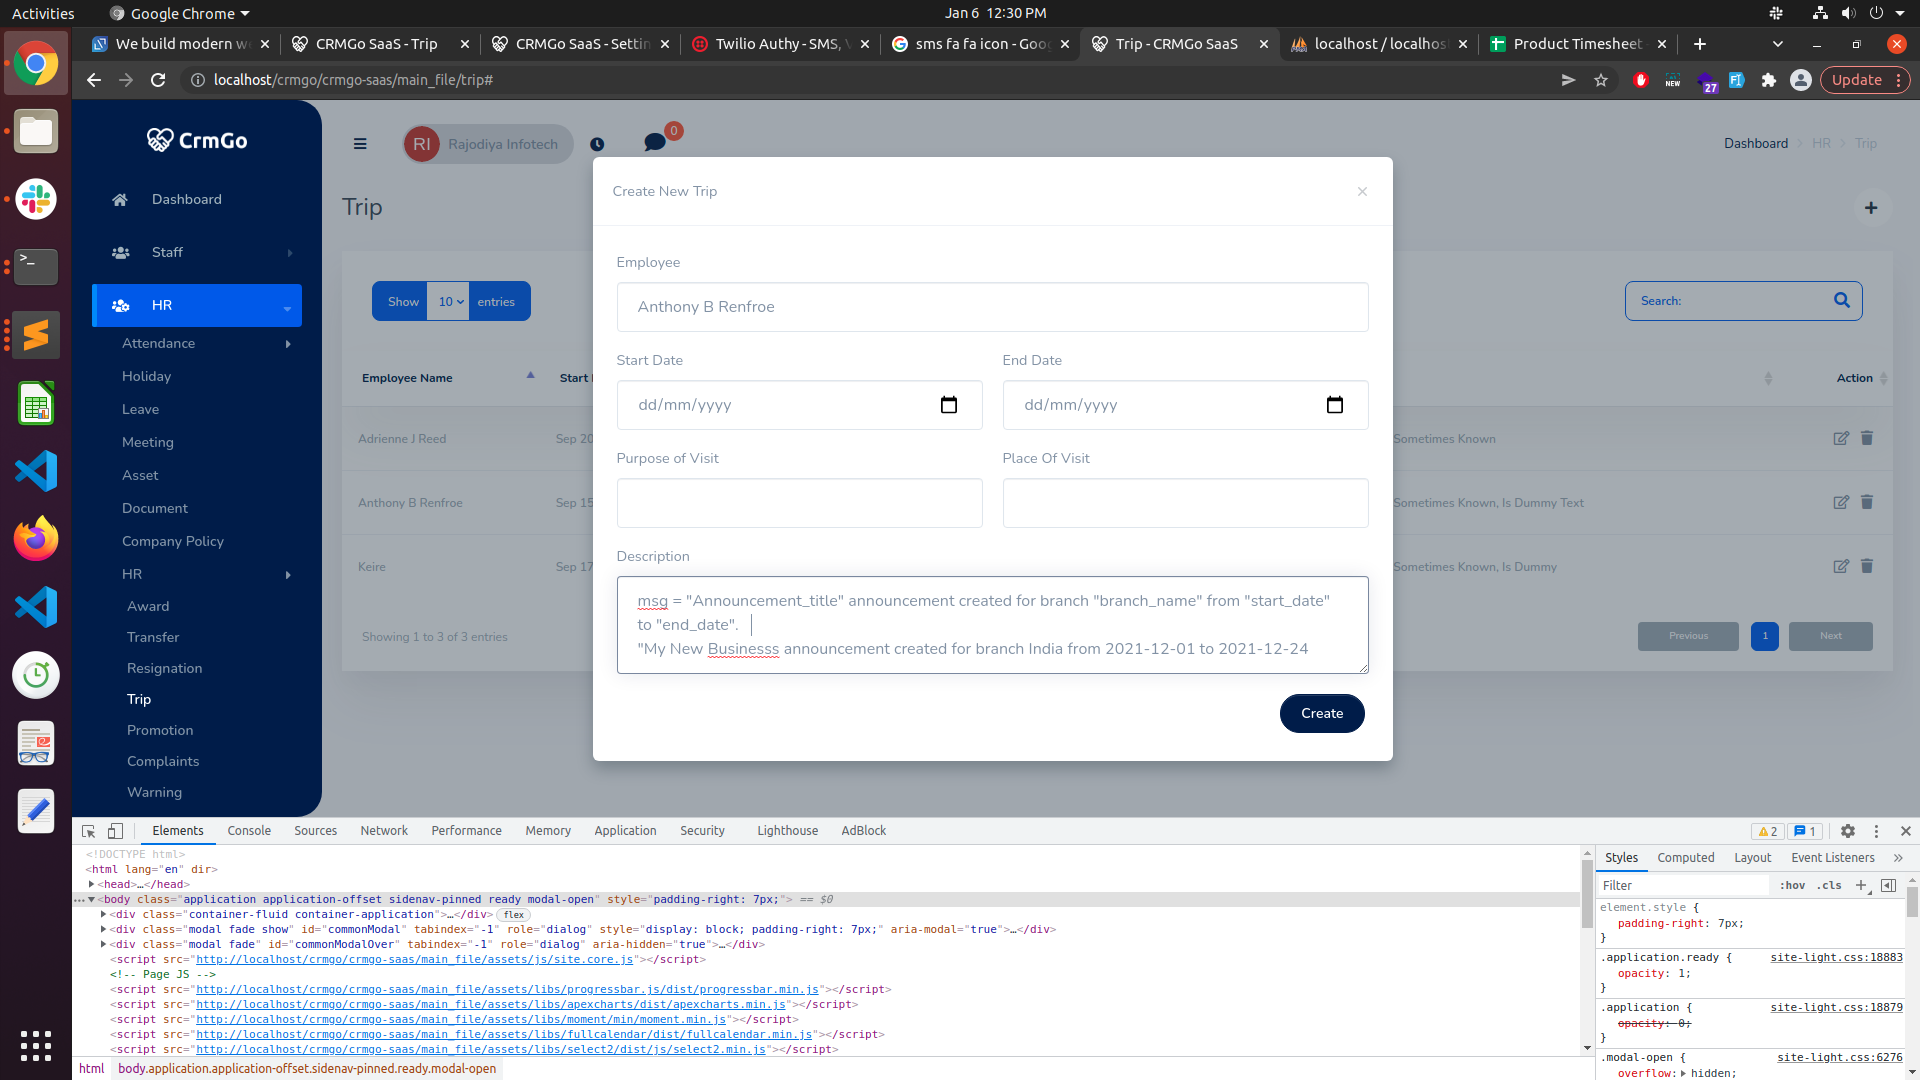 Activities
Google Chrome
Jan 6 12:30 PM
We build modern w
CRMGo SaaS - Trip
CRMGo SaaS - Settin
Twilio Authy - SMS, V
sms fa fa icon - Goog
Trip - CRMGo SaaS
localhost / localhos
Product Timesheet
localhost/crmgo/crmgo-saas/main_file/trip#
NEW
27
Update
CrmGo
RI Rajodiya Infotech
0
Dashboard
HR
Trip
Dashboard
Staff
HR
Attendance
Holiday
Leave
Meeting
Asset
Document
Company Policy
HR
Award
Transfer
Resignation
Trip
Promotion
Complaints
Warning
Trip
Show 10 entries
Search:
Employee Name
Start
Action
Adrienne J Reed
Sep 20
Sometimes Known
Anthony B Renfroe
Sep 15
Sometimes Known, Is Dummy Text
Keire
Sep 17
Sometimes Known, Is Dummy
Showing 1 to 3 of 3 entries
Previous
1
Next
Create New Trip
×
Employee
Anthony B Renfroe
Start Date
End Date
dd/mm/yyyy
dd/mm/yyyy
Purpose of Visit
Place Of Visit
Description
msg = "Announcement_title" announcement created for branch "branch_name" from "start_date"
to "end_date".
"My New Businesss announcement created for branch India from 2021-12-01 to 2021-12-24
Create
Elements
Console
Sources
Network
Performance
Memory
Application
Security
Lighthouse
AdBlock
2
1
<!DOCTYPE html>
<html lang="en" dir>
<head>…</head>
<body class="application application-offset sidenav-pinned ready modal-open" style="padding-right: 7px;"> == $0
<div class="container-fluid container-application">…</div> flex
<div class="modal fade show" id="commonModal" tabindex="-1" role="dialog" style="display: block; padding-right: 7px;" aria-modal="true">…</div>
<div class="modal fade" id="commonModalOver" tabindex="-1" role="dialog" aria-hidden="true">…</div>
<script src="http://localhost/crmgo/crmgo-saas/main_file/assets/js/site.core.js"></script>
<!-- Page JS -->
<script src="http://localhost/crmgo/crmgo-saas/main_file/assets/libs/progressbar.js/dist/progressbar.min.js"></script>
<script src="http://localhost/crmgo/crmgo-saas/main_file/assets/libs/apexcharts/dist/apexcharts.min.js"></script>
<script src="http://localhost/crmgo/crmgo-saas/main_file/assets/libs/moment/min/moment.min.js"></script>
<script src="http://localhost/crmgo/crmgo-saas/main_file/assets/libs/fullcalendar/dist/fullcalendar.min.js"></script>
<script src="http://localhost/crmgo/crmgo-saas/main_file/assets/libs/select2/dist/js/select2.min.js"></script>
html
body.application.application-offset.sidenav-pinned.ready.modal-open
Styles
Computed
Layout
Event Listeners
Filter
:hov
.cls
element.style {
padding-right: 7px;
}
.application.ready {
site-light.css:18883
opacity: 1;
}
.application {
site-light.css:18879
opacity: 0;
}
.modal-open {
site-light.css:6276
overflow: hidden;